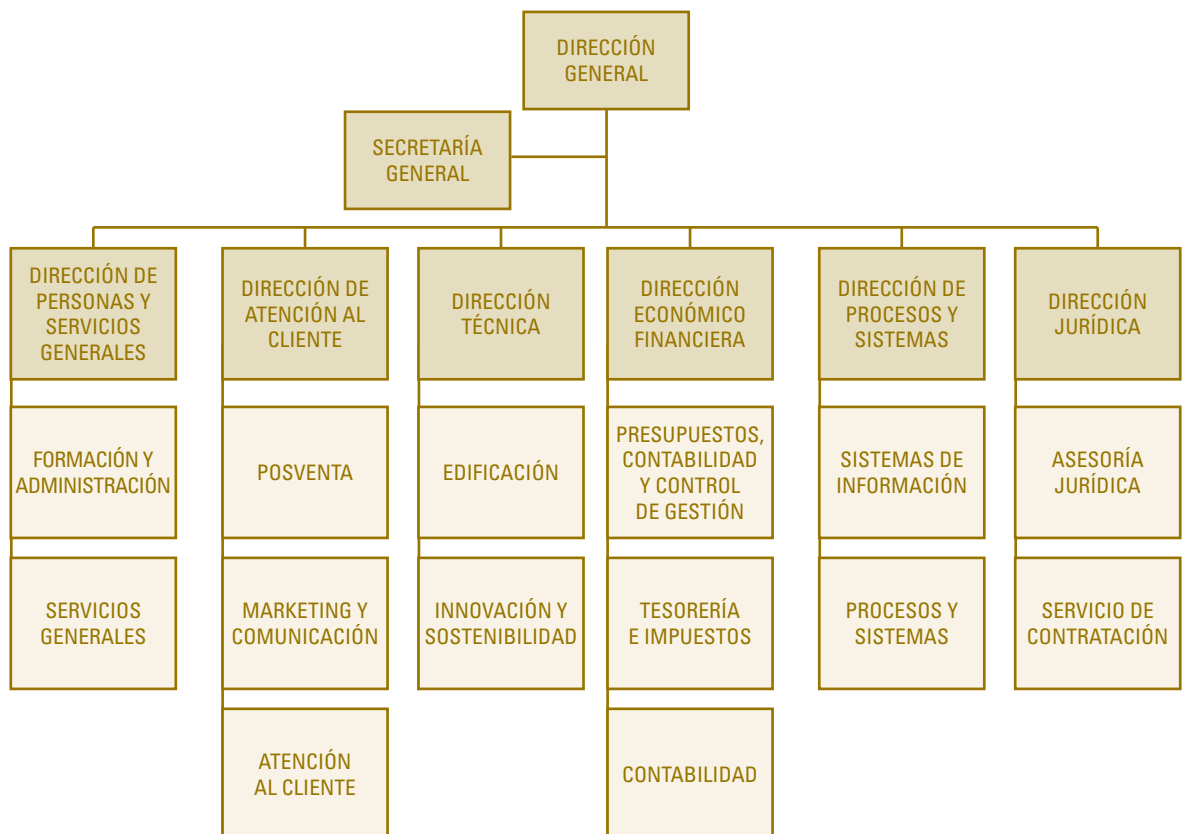 DIRECCIÓN
GENERAL
SECRETARÍA
GENERAL
DIRECCIÓN DE
PERSONAS Y
SERVICIOS
GENERALES
DIRECCIÓN DE
ATENCIÓN AL
CLIENTE
DIRECCIÓN
TÉCNICA
DIRECCIÓN
ECONÓMICO
FINANCIERA
DIRECCIÓN DE
PROCESOS Y
SISTEMAS
DIRECCIÓN
JURÍDICA
FORMACIÓN Y
ADMINISTRACIÓN
POSVENTA
EDIFICACIÓN
PRESUPUESTOS,
CONTABILIDAD
Y CONTROL
DE GESTIÓN
SISTEMAS DE
INFORMACIÓN
ASESORÍA
JURÍDICA
SERVICIOS
GENERALES
MARKETING Y
COMUNICACIÓN
INNOVACIÓN Y
SOSTENIBILIDAD
TESORERÍA
E IMPUESTOS
PROCESOS Y
SISTEMAS
SERVICIO DE
CONTRATACIÓN
ATENCIÓN
AL CLIENTE
CONTABILIDAD